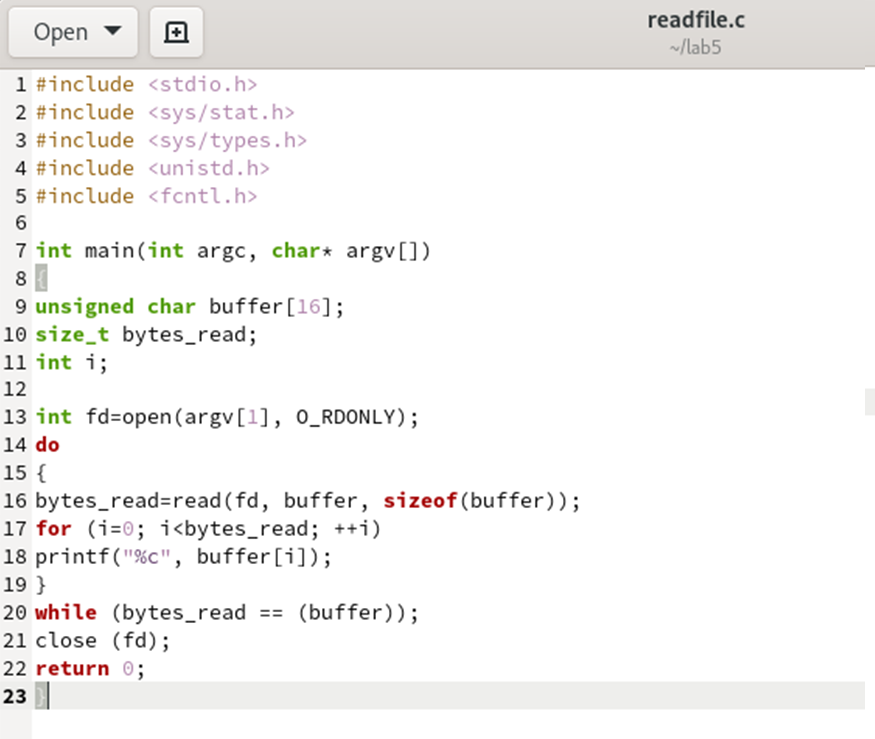 Open
readfile.c
~/lab5
1 #include <stdio.h>
2 #include <sys/stat.h>
3 #include <sys/types.h>
4 #include <unistd.h>
5 #include <fcntl.h>
6
7 int main(int argc, char* argv[])
8 {
9 unsigned char buffer[16];
10 size_t bytes_read;
11 int i;
12
13 int fd=open(argv[1], O_RDONLY);
14 do
15 {
16 bytes_read=read(fd, buffer, sizeof(buffer));
17 for (i=0; i<bytes_read; ++i)
18 printf("%c", buffer[i]);
19 }
20 while (bytes_read == (buffer));
21 close (fd);
22 return 0;
23 }